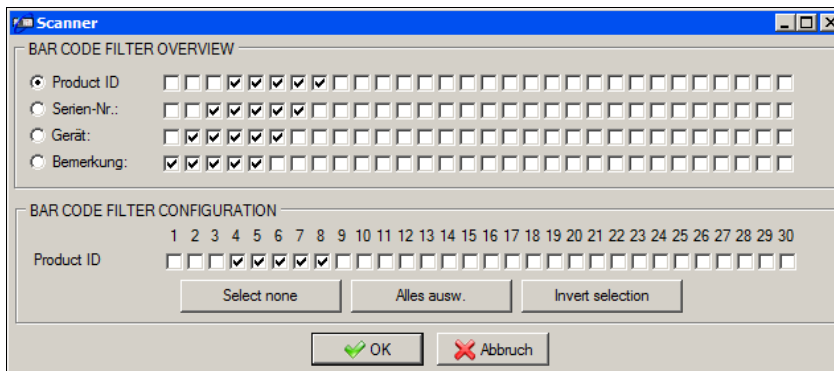 Scanner
BAR CODE FILTER OVERVIEW
Product ID
Serien-Nr.:
Gerät:
Bemerkung:
BAR CODE FILTER CONFIGURATION
1 2 3 4 5 6 7 8 9 10 11 12 13 14 15 16 17 18 19 20 21 22 23 24 25 26 27 28 29 30
Product ID
Select none Alles ausw. Invert selection
OK Abbruch